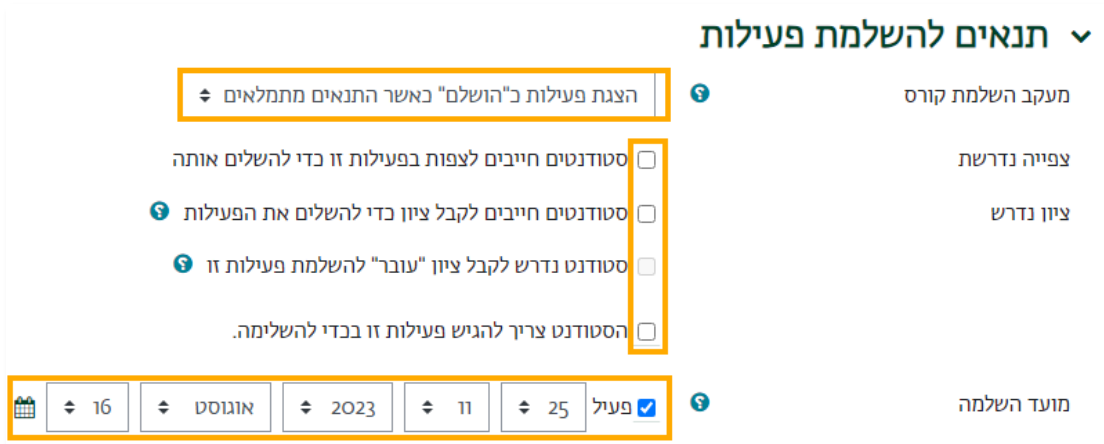 תנאים להשלמת פעילות
מעקב השלמת קורס הצגת פעילות כ"הושלם" כאשר התנאים מתמלאים
צפייה נדרשת סטודנטים חייבים לצפות בפעילות זו כדי להשלים אותה
ציון נדרש סטודנטים חייבים לקבל ציון כדי להשלים את הפעילות
סטודנט נדרש לקבל ציון "עובר" להשלמת פעילות זו
הסטודנט צריך להגיש פעילות זו בכדי להשלימה.
מועד השלמה פעיל 25 11 2023 אוגוסט 16